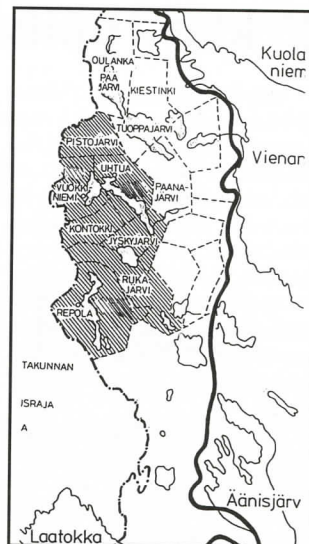 Kuola
niem
OULANKA
PAA
JÄRVI
KIESTINKI
TUOPPAJÄRVI
PISTOJÄRVI
Vienar
UHTUA
VUOKKI
NIEMI
PAANA-
JÄRVI
KONTOKKI
JYSKYJÄRVI
RUKA
JÄRVI
REPOLA
TAKUNNAN
ISRAJA
A
Äänisjärv
Laatokka